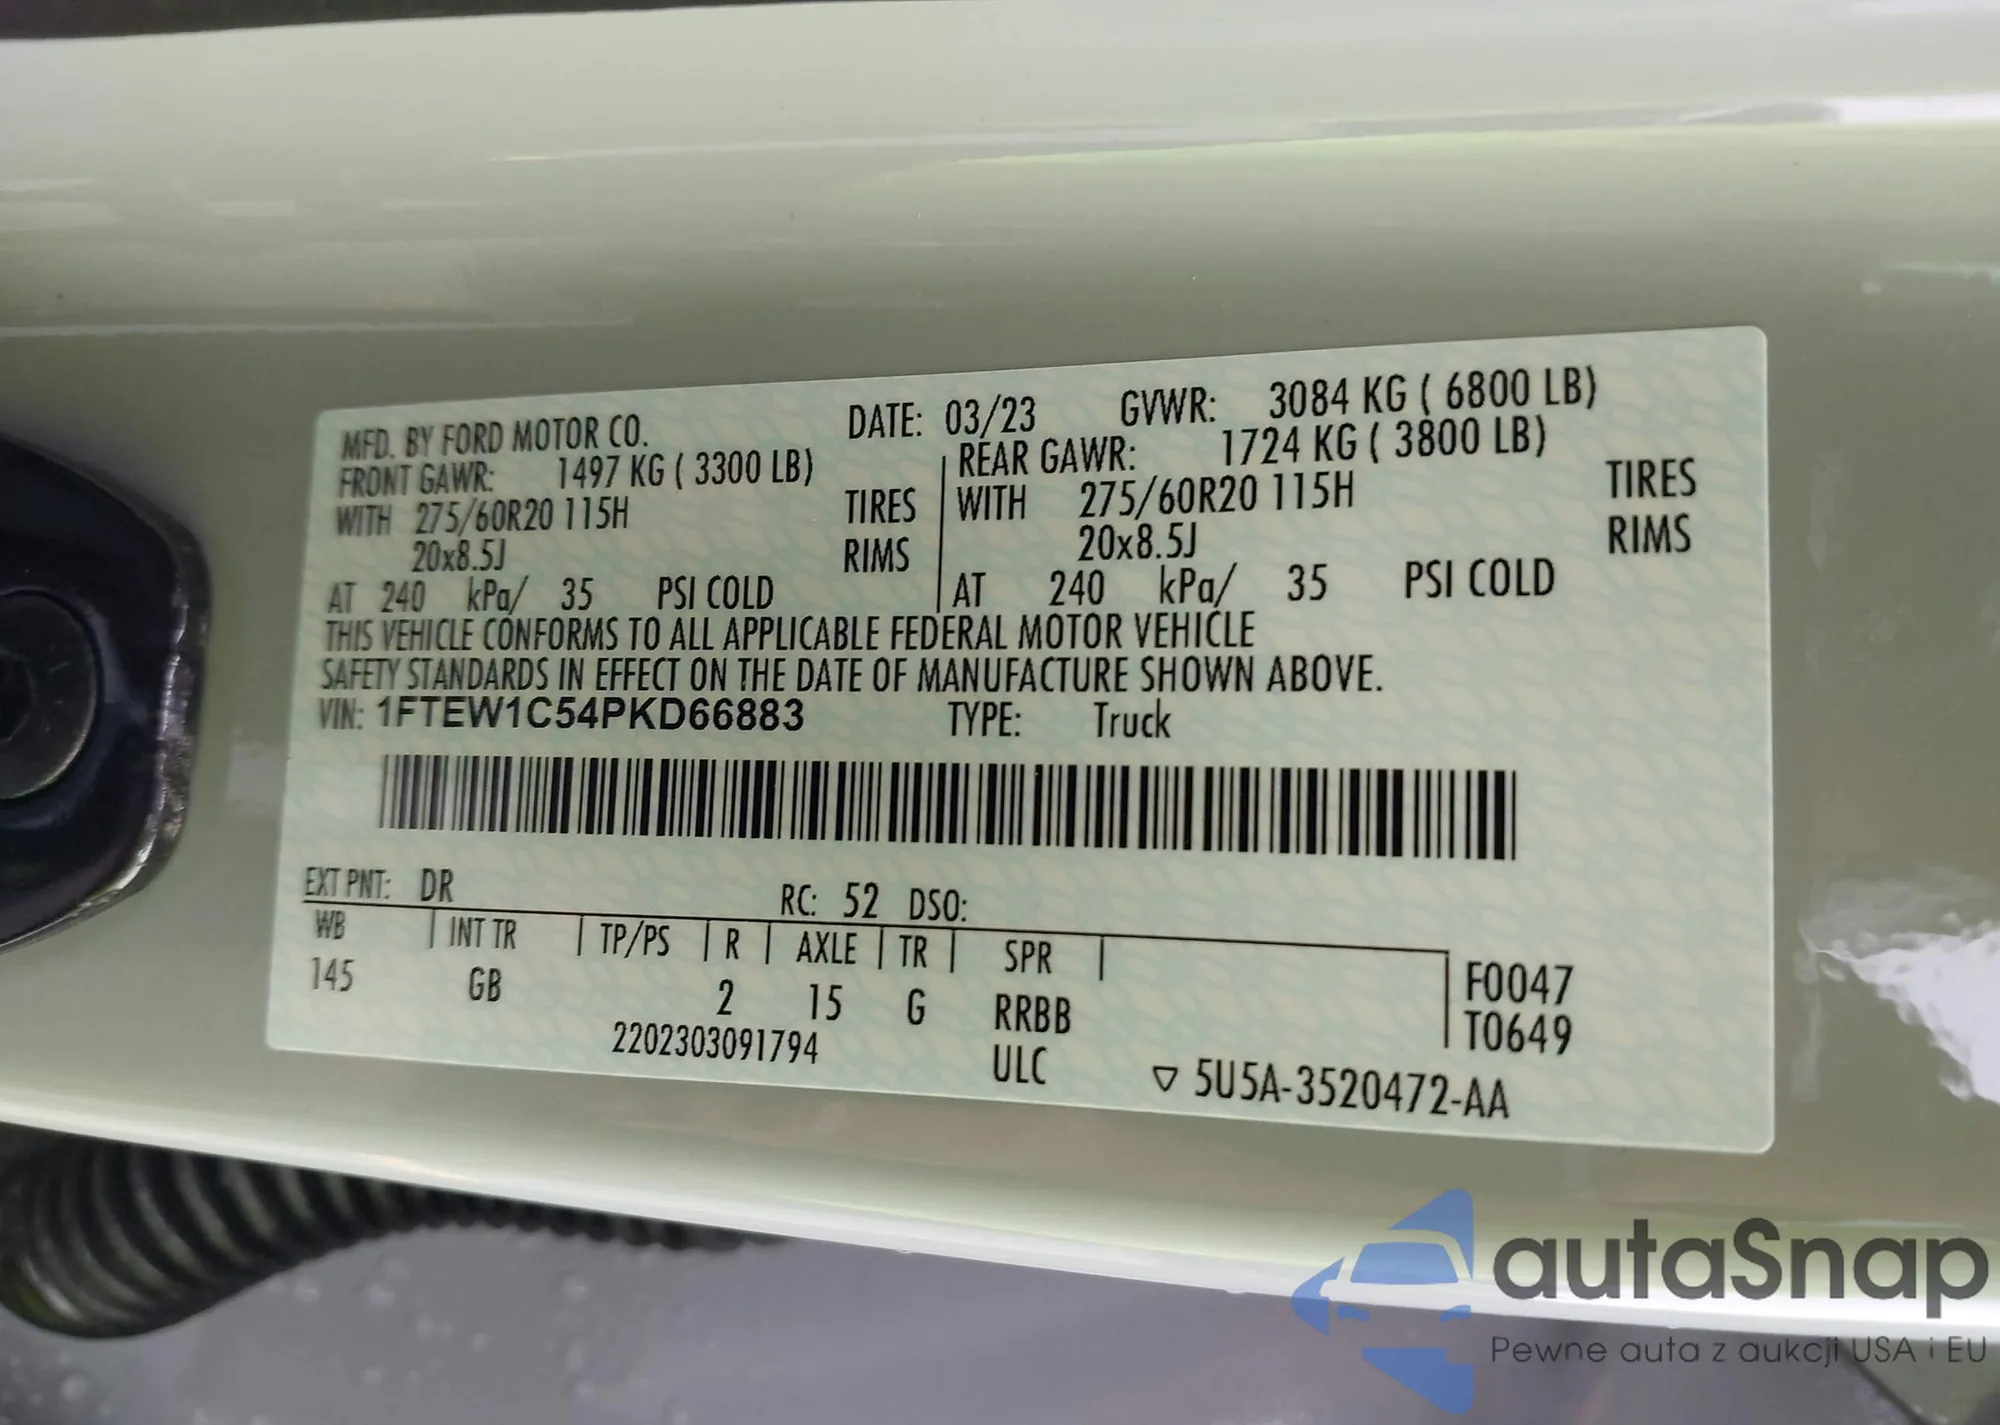 MFD. BY FORD MOTOR CO. DATE: 03/23 GVWR: 3084 KG ( 6800 LB)
FRONT GAWR: 1497 KG ( 3300 LB) REAR GAWR: 1724 KG ( 3800 LB)
WITH 275/60R20 115H TIRES WITH 275/60R20 115H TIRES
20x8.5J RIMS 20x8.5J RIMS
AT 240 kPa/ 35 PSI COLD AT 240 kPa/ 35 PSI COLD
THIS VEHICLE CONFORMS TO ALL APPLICABLE FEDERAL MOTOR VEHICLE
SAFETY STANDARDS IN EFFECT ON THE DATE OF MANUFACTURE SHOWN ABOVE.
VIN: 1FTEW1C54PKD66883 TYPE: Truck
EXT PNT: DR RC: 52 DSO:
WB INT TR TP/PS R AXLE TR SPR F0047
145 GB 2 15 G RRBB T0649
2202303091794 ULC ▽ 5U5A-3520472-AA
autaSnap
Pewne auta z aukcji USA i EU